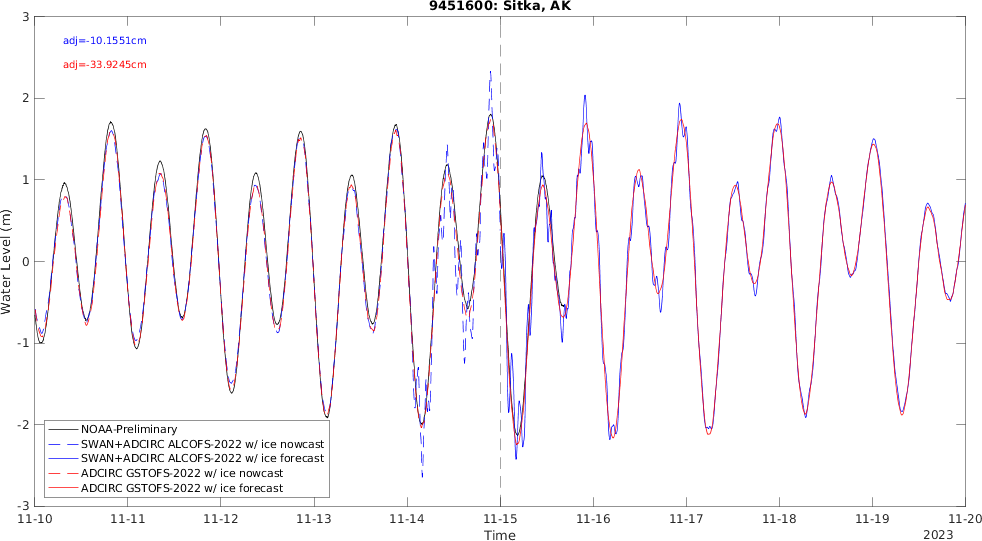 9451600: Sitka, AK
3
adj=-10.1551cm
adj=-33.9245cm
2
1
0
-1
-2
-3
Water Level (m)
NOAA-Preliminary
SWAN+ADCIRC ALCOFS-2022 w/ ice nowcast
SWAN+ADCIRC ALCOFS-2022 w/ ice forecast
ADCIRC GSTOFS-2022 w/ ice nowcast
ADCIRC GSTOFS-2022 w/ ice forecast
11-10 11-11 11-12 11-13 11-14 11-15 11-16 11-17 11-18 11-19 11-20
Time
2023